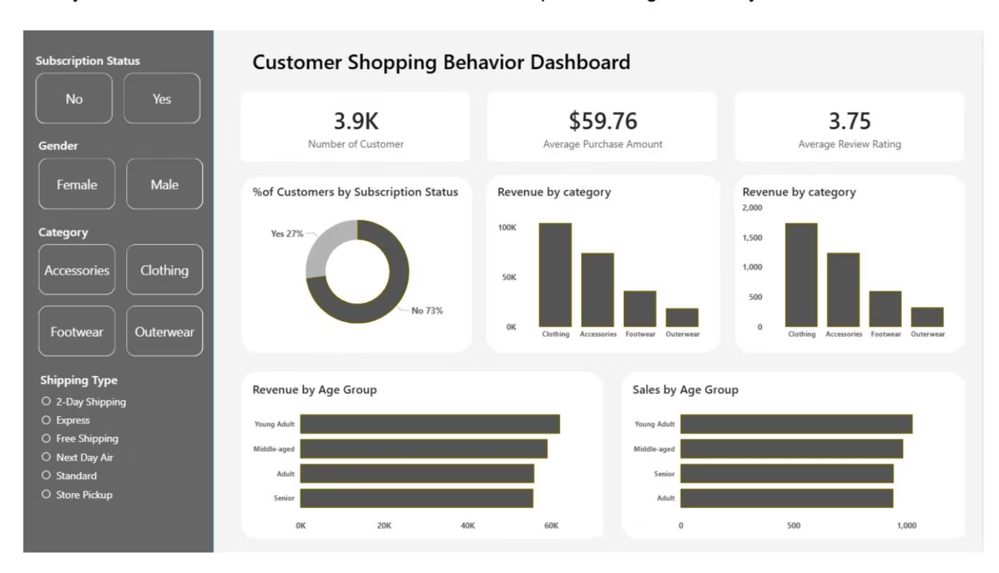 Subscription Status
No
Yes
Gender
Female
Male
Category
Accessories
Clothing
Footwear
Outerwear
Shipping Type
2-Day Shipping
Express
Free Shipping
Next Day Air
Standard
Store Pickup
Customer Shopping Behavior Dashboard
3.9K
Number of Customer
$59.76
Average Purchase Amount
3.75
Average Review Rating
%of Customers by Subscription Status
Yes 27%
No 73%
Revenue by category
100K
50K
0K
Clothing Accessories Footwear Outerwear
Revenue by category
2,000
1,500
1,000
500
0
Clothing Accessories Footwear Outerwear
Revenue by Age Group
Young Adult
Middle-aged
Adult
Senior
0K 20K 40K 60K
Sales by Age Group
Young Adult
Middle-aged
Senior
Adult
0 500 1,000